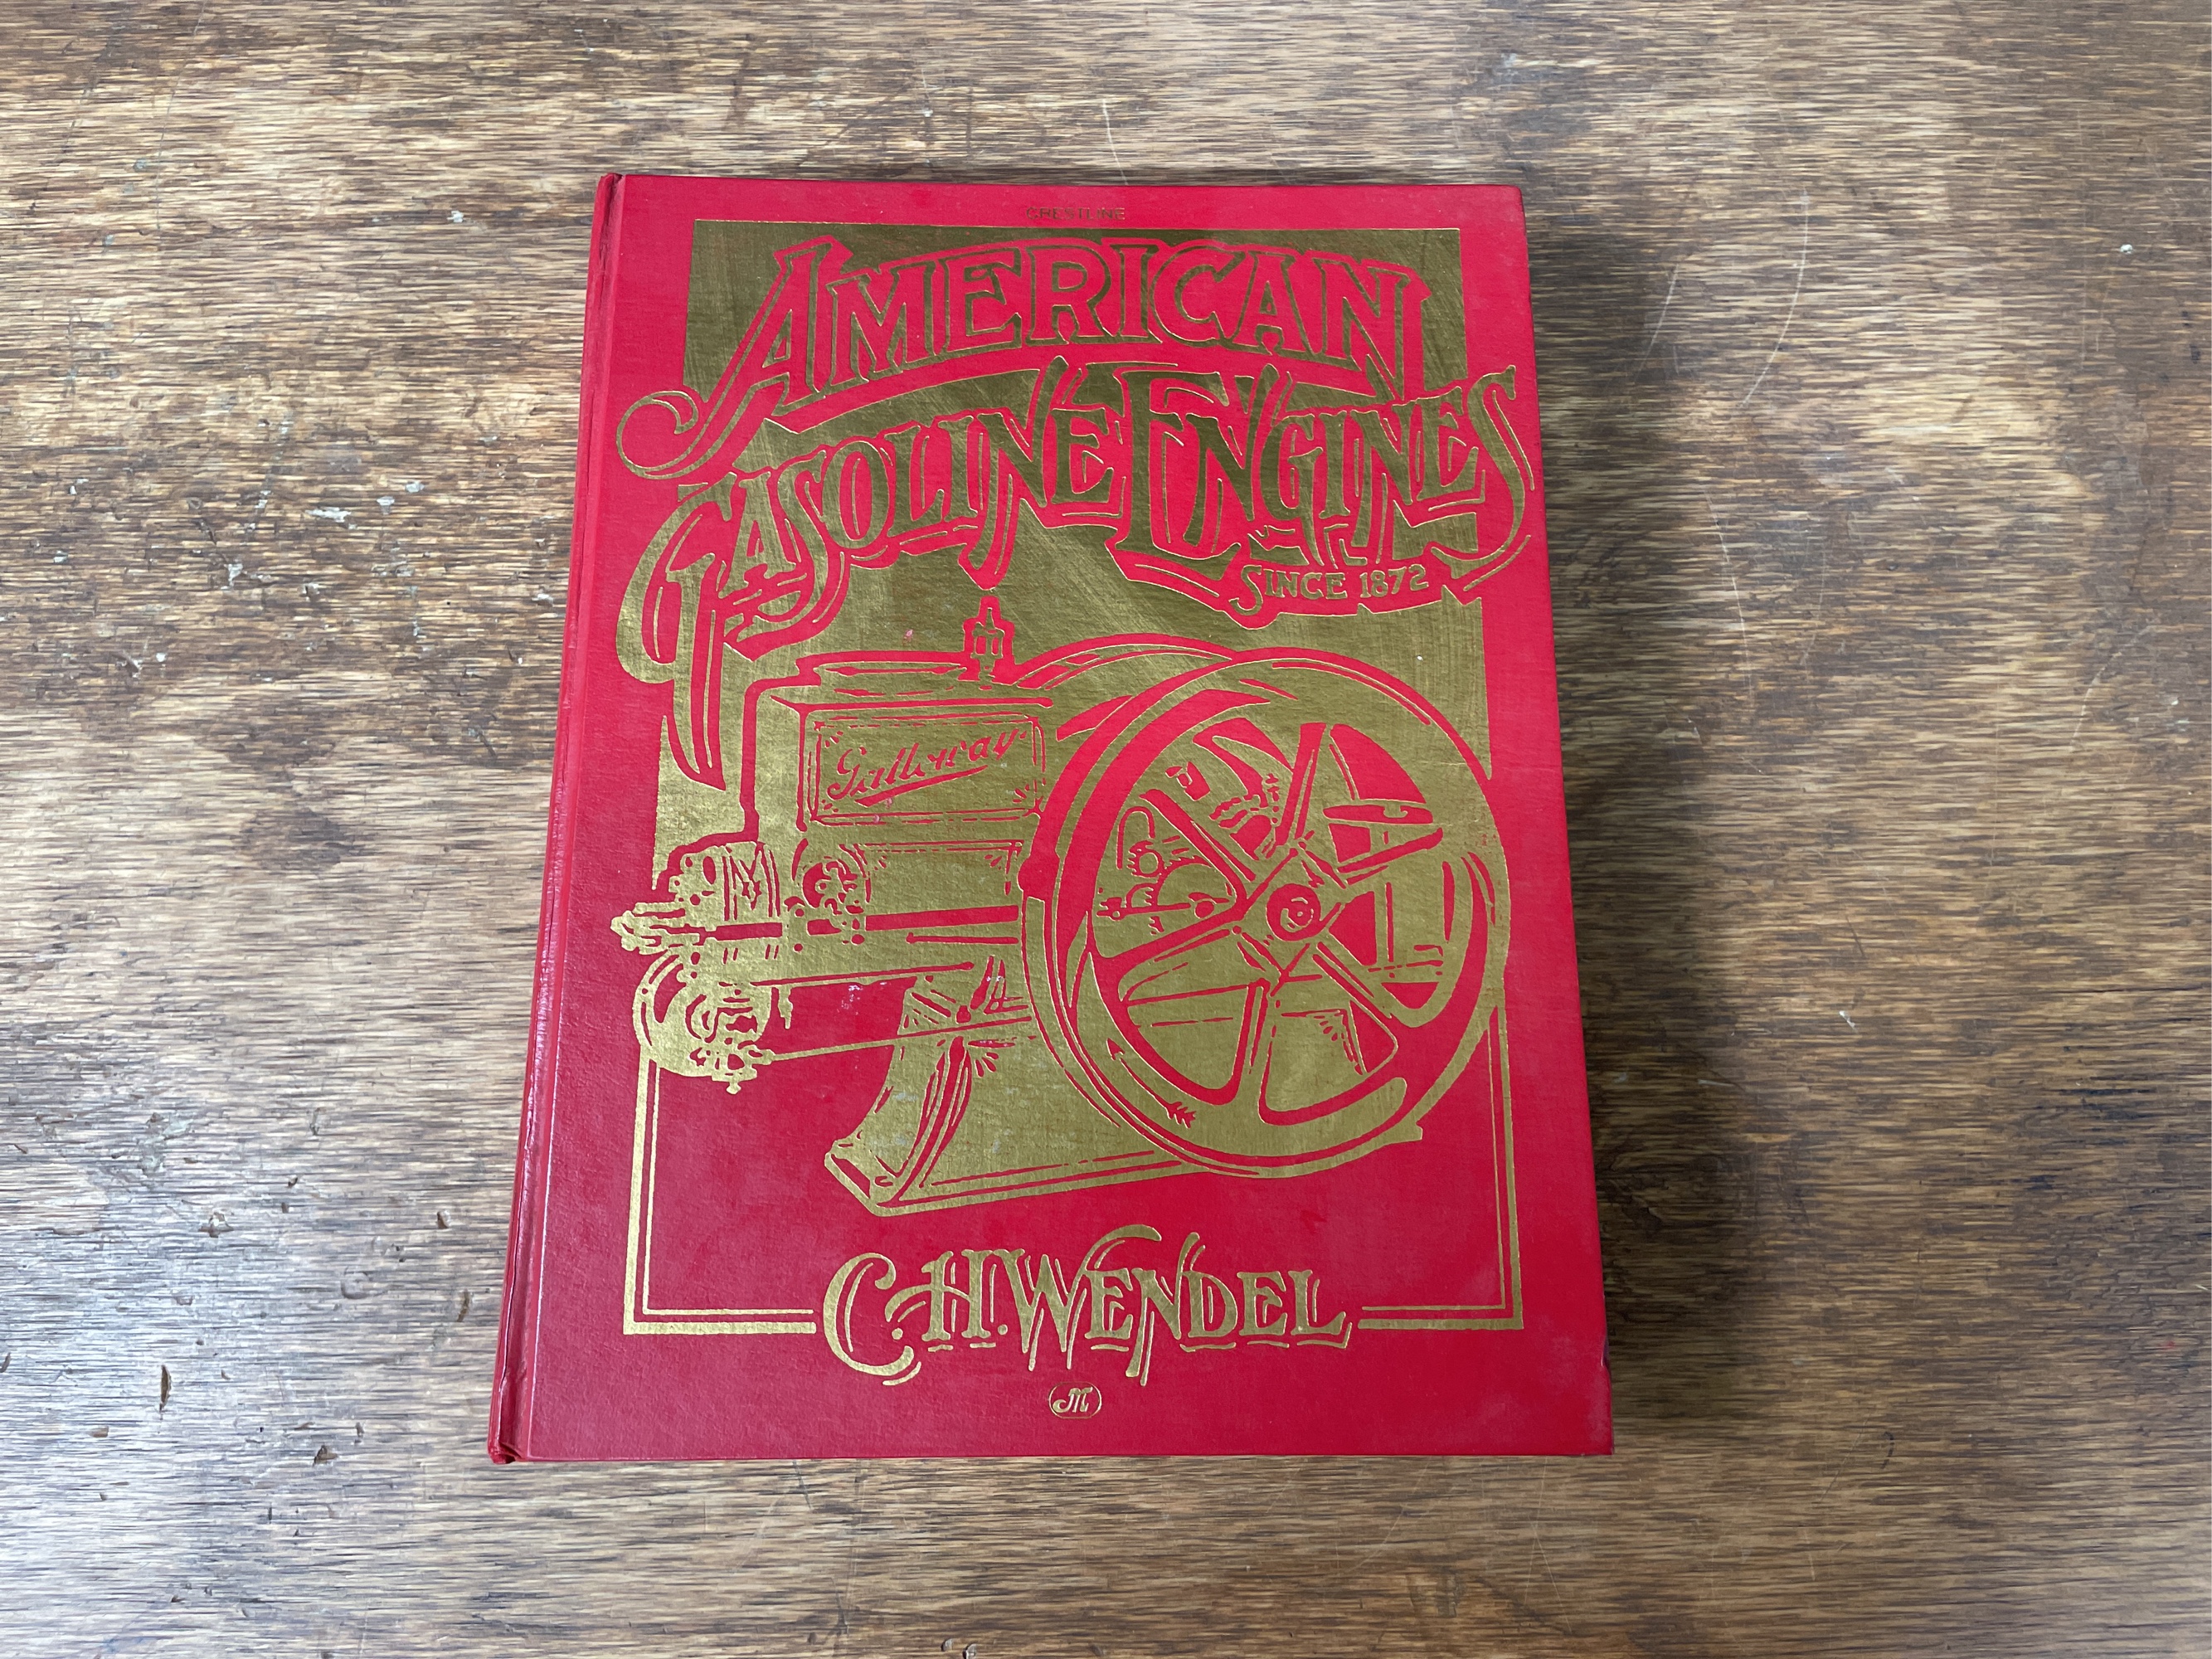 CRESTLINE
AMERICAN
GASOLINE ENGINES
SINCE 1872
Galloway
C.H. WENDEL
M